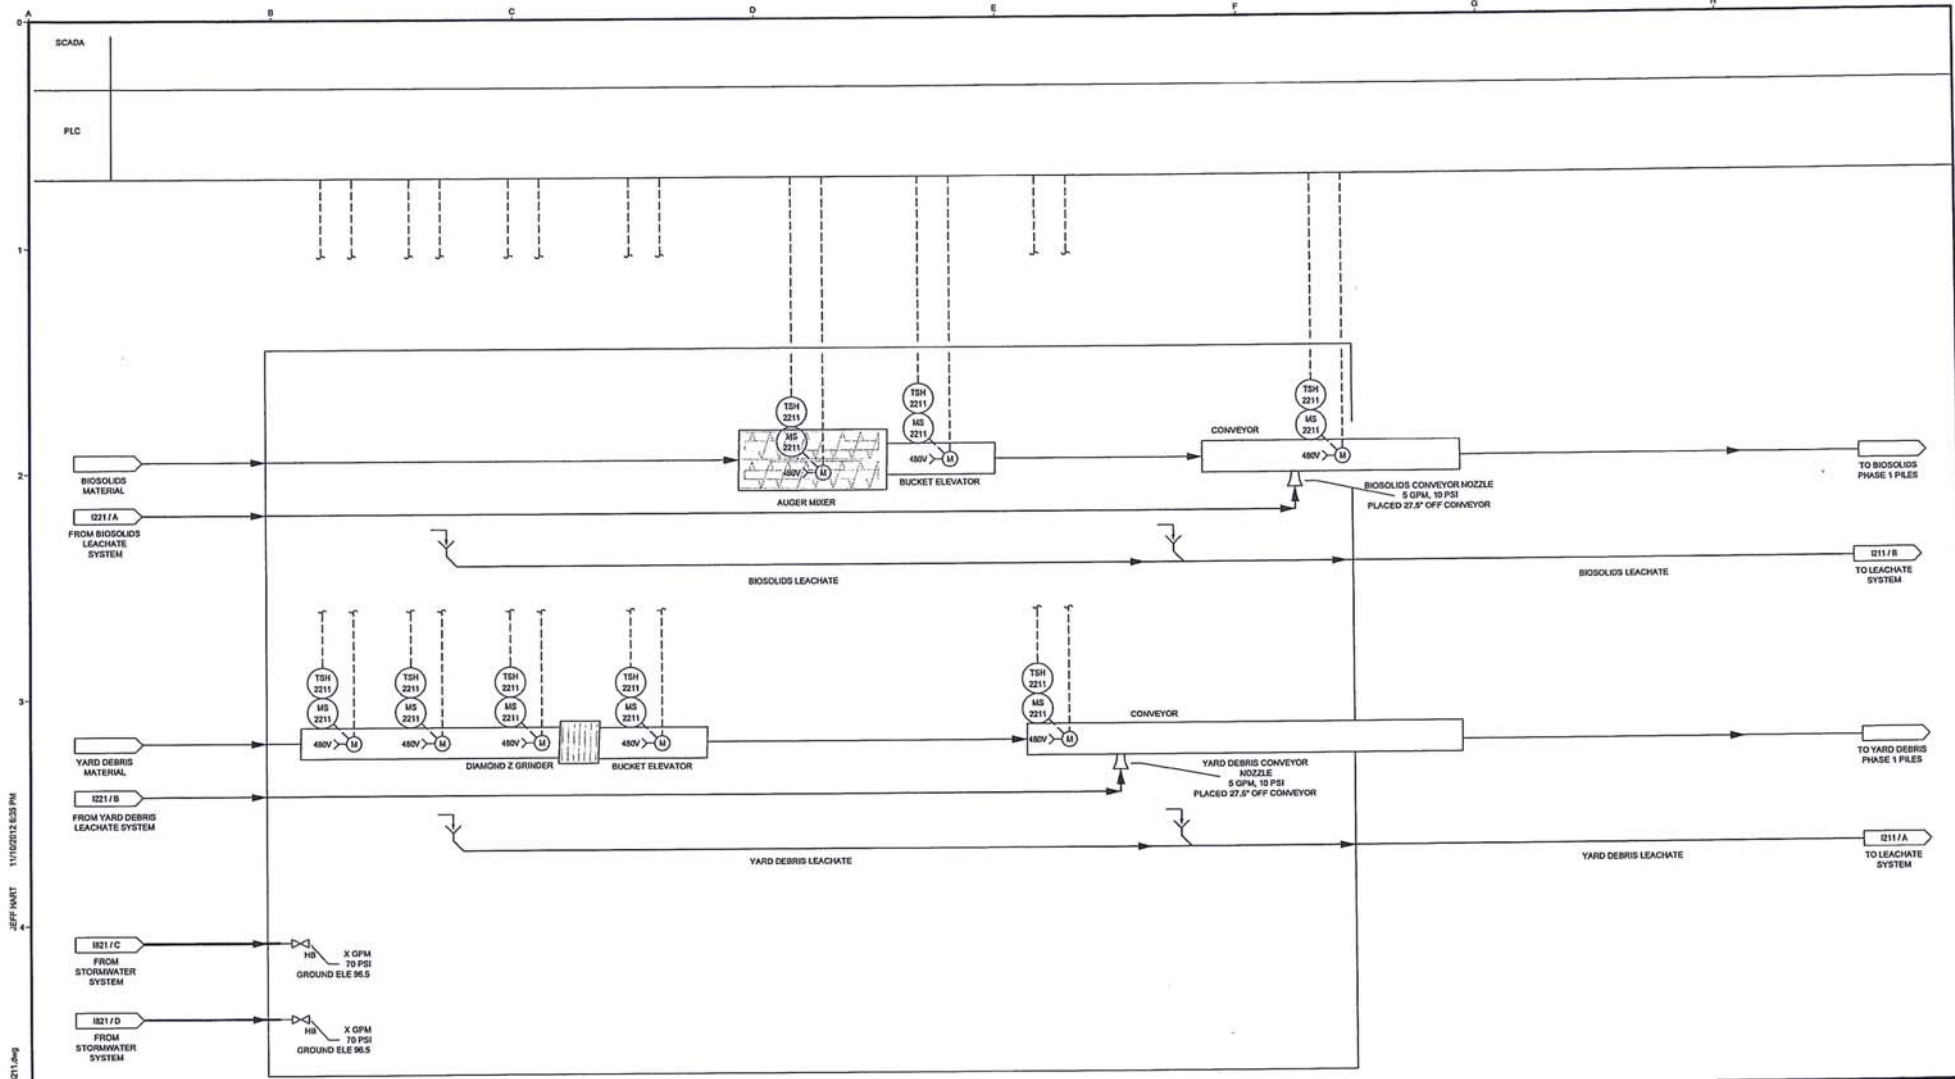 A
B
C
D
E
F
G
H
0
SCADA
PLC
1
TSH
2211
MS
2211
480V
M
AUGER MIXER
TSH
2211
MS
2211
480V
M
BUCKET ELEVATOR
CONVEYOR
TSH
2211
MS
2211
480V
M
BIOSOLIDS CONVEYOR NOZZLE
5 GPM, 10 PSI
PLACED 27.5" OFF CONVEYOR
BIOSOLIDS
MATERIAL
TO BIOSOLIDS
PHASE 1 PILES
2
I221 / A
FROM BIOSOLIDS
LEACHATE
SYSTEM
BIOSOLIDS LEACHATE
BIOSOLIDS LEACHATE
I211 / B
TO LEACHATE
SYSTEM
3
TSH
2211
MS
2211
480V
M
TSH
2211
MS
2211
480V
M
TSH
2211
MS
2211
480V
M
DIAMOND Z GRINDER
TSH
2211
MS
2211
480V
M
BUCKET ELEVATOR
TSH
2211
MS
2211
480V
M
CONVEYOR
YARD DEBRIS CONVEYOR
NOZZLE
5 GPM, 10 PSI
PLACED 27.5" OFF CONVEYOR
YARD DEBRIS
MATERIAL
TO YARD DEBRIS
PHASE 1 PILES
I221 / B
FROM YARD DEBRIS
LEACHATE SYSTEM
YARD DEBRIS LEACHATE
YARD DEBRIS LEACHATE
I211 / A
TO LEACHATE
SYSTEM
4
I821 / C
FROM
STORMWATER
SYSTEM
HB
X GPM
70 PSI
GROUND ELE 96.5
I821 / D
FROM
STORMWATER
SYSTEM
HB
X GPM
70 PSI
GROUND ELE 96.5
JEFF HART 11/10/2012 6:35 PM